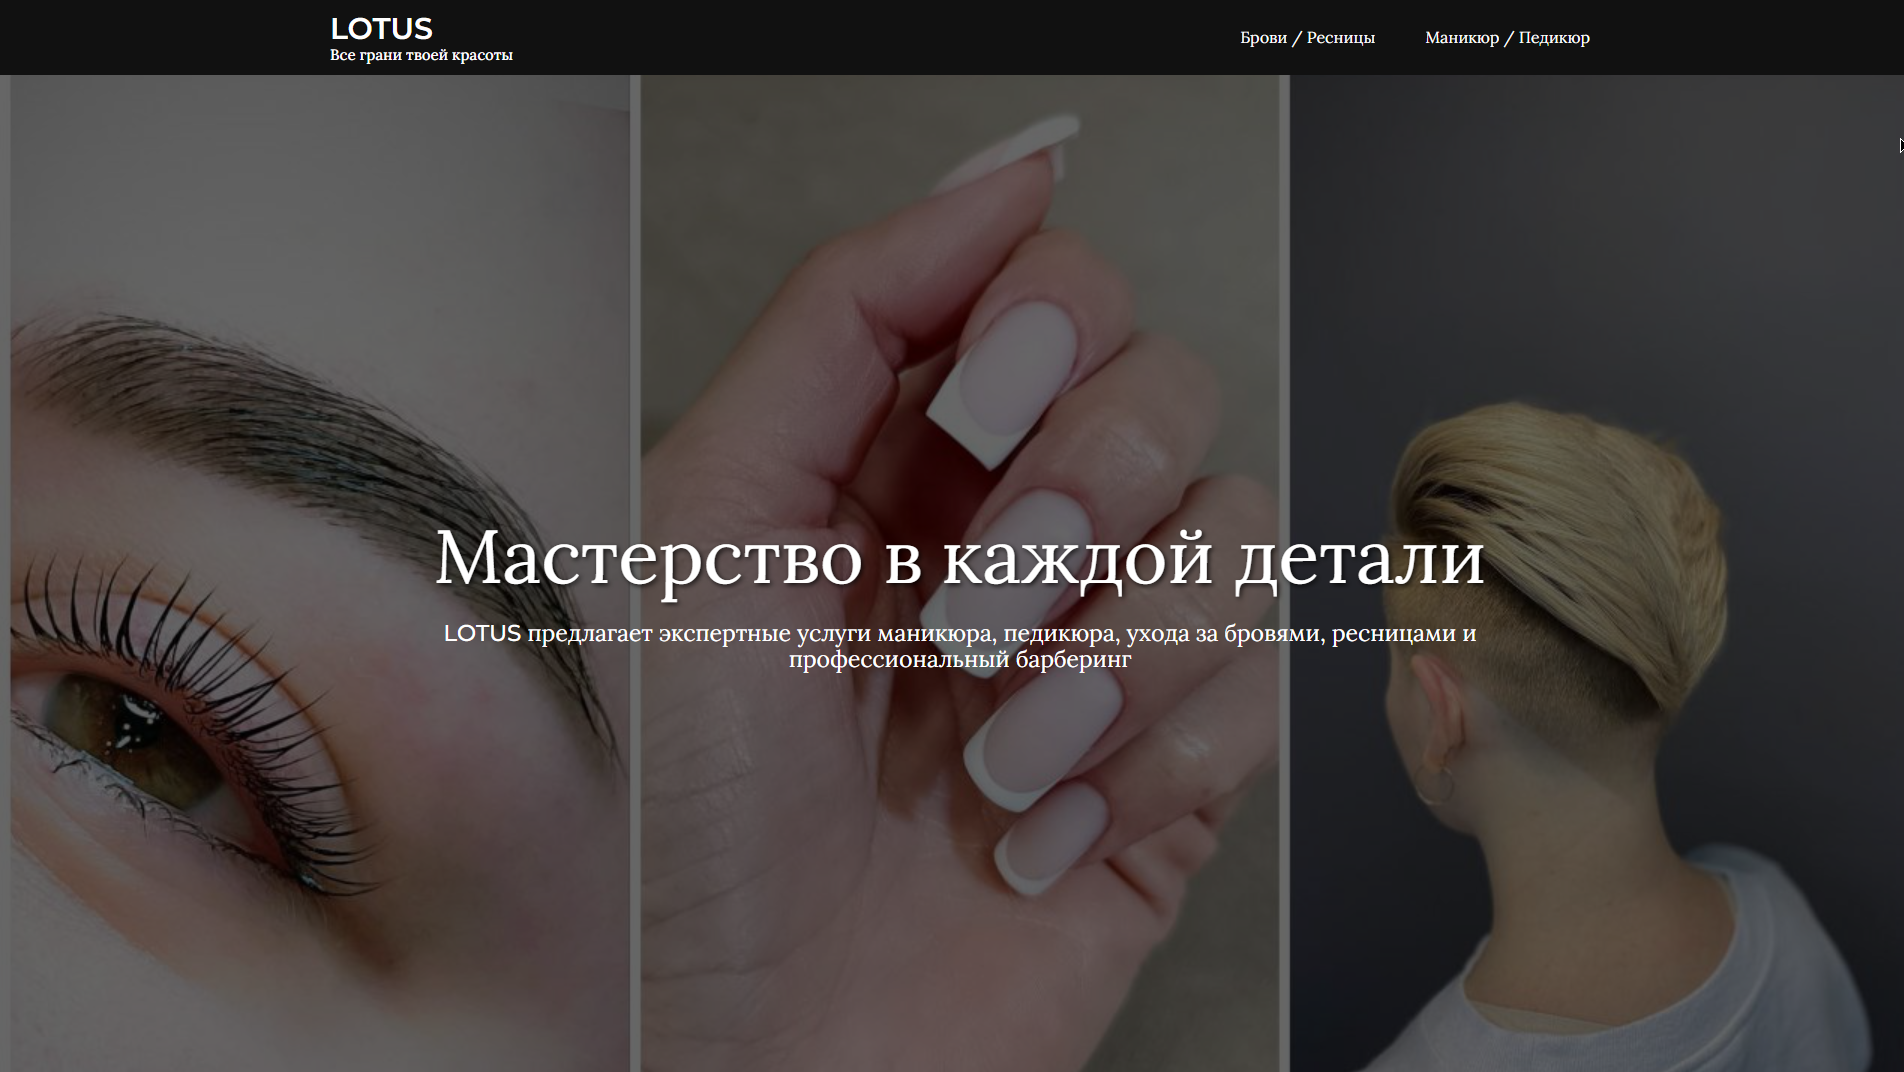 LOTUS
Все грани твоей красоты
Брови / Ресницы
Маникюр / Педикюр
Мастерство в каждой детали
LOTUS предлагает экспертные услуги маникюра, педикюра, ухода за бровями, ресницами и
профессиональный барберинг